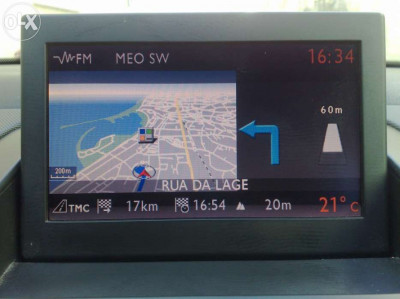 OLX
FM MEO SW 16:34
60m
200m
RUA DA LAGE
TMC 17km 16:54 20m 21°C